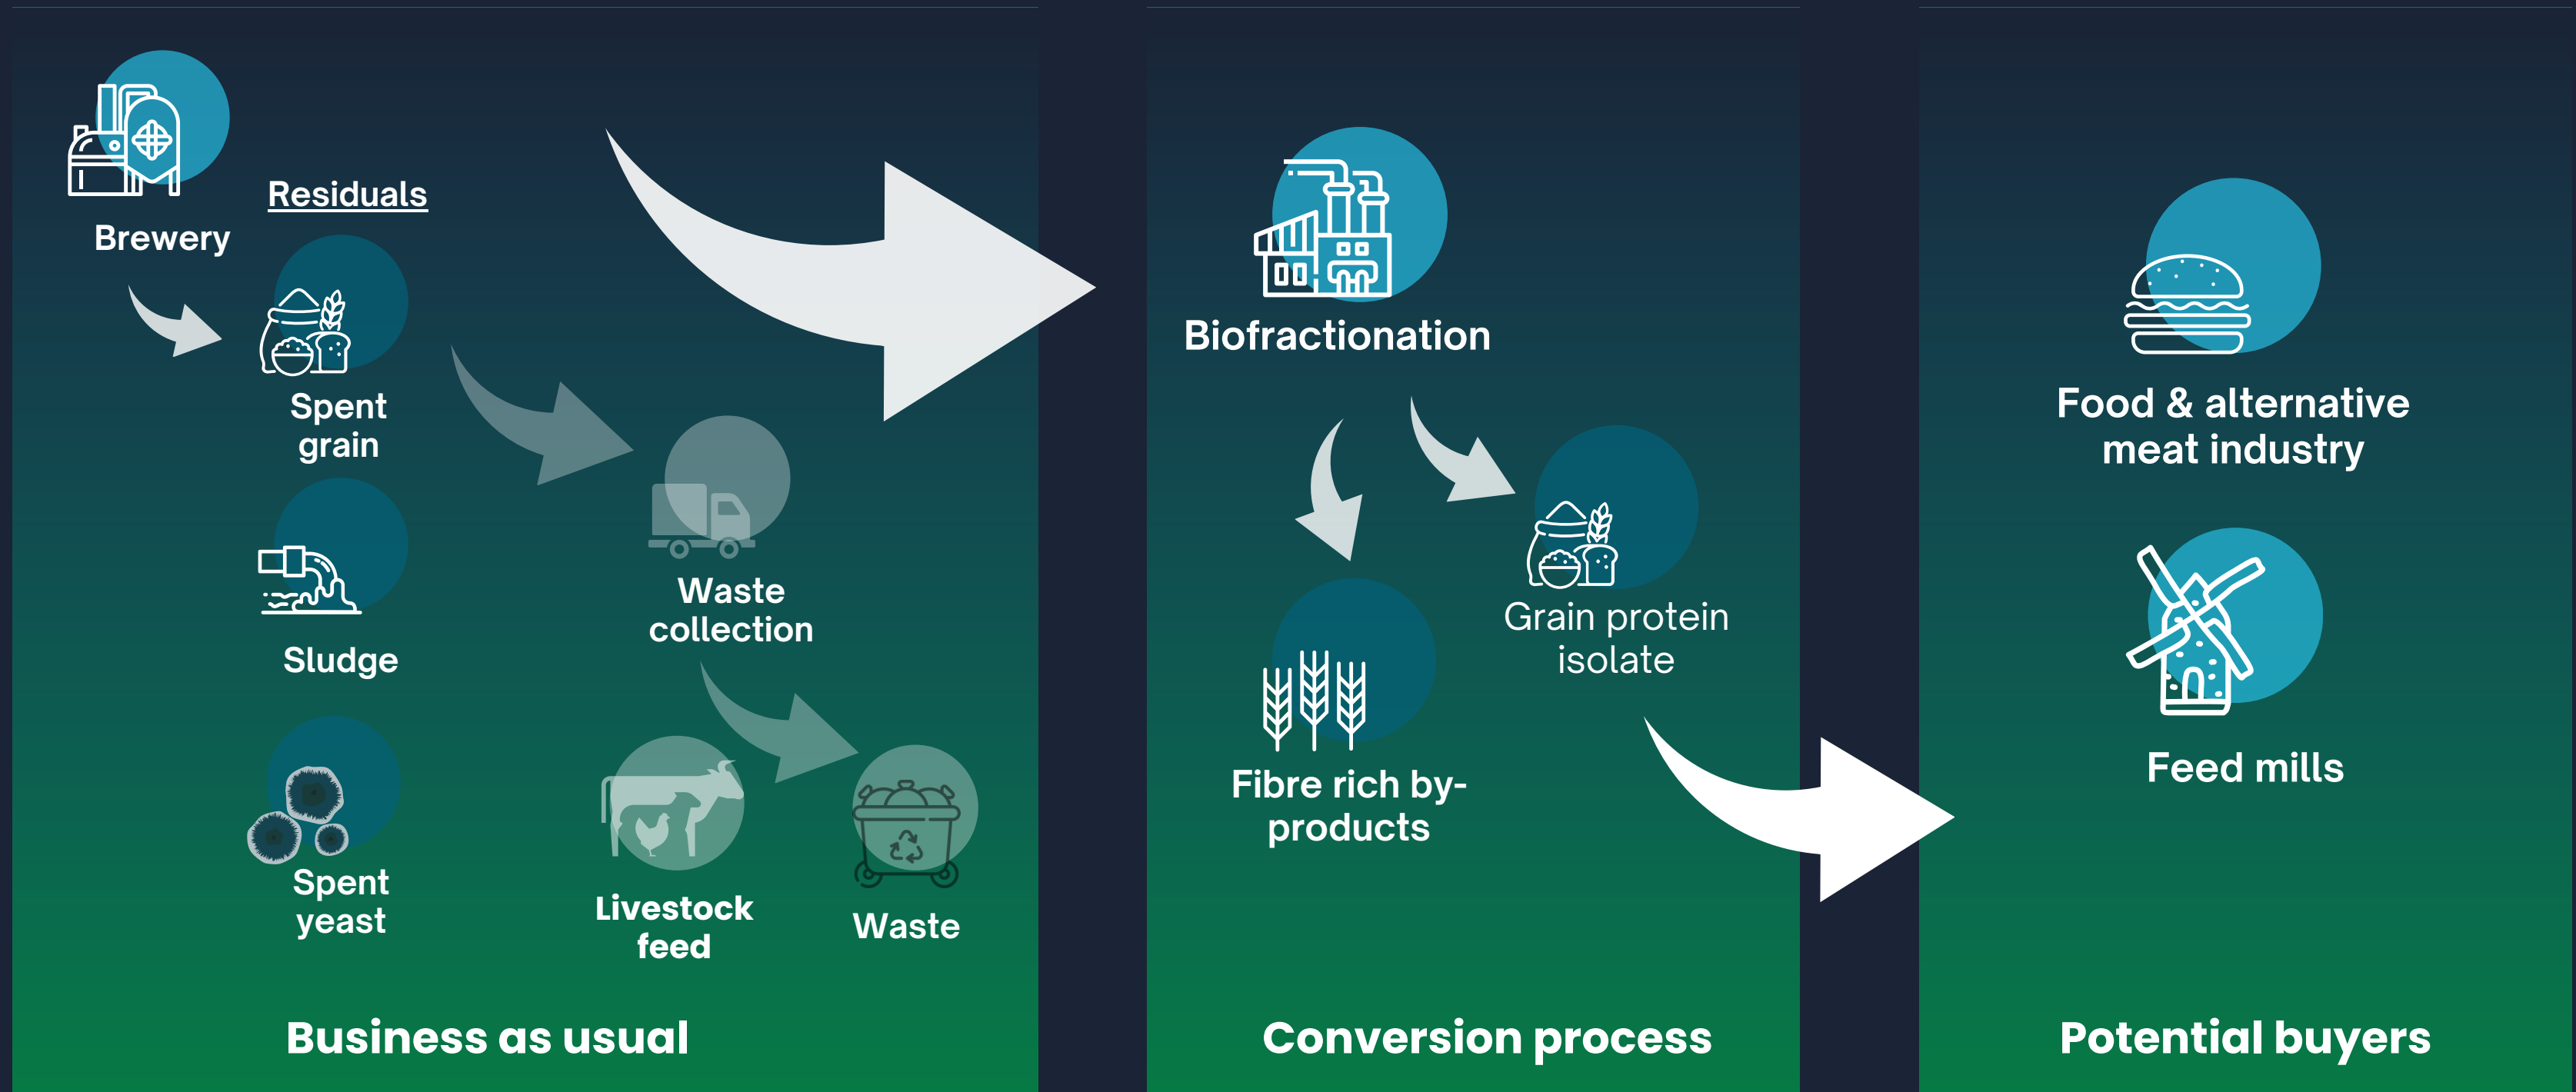 Brewery
Residuals
Spent
grain
Sludge
Spent
yeast
Waste
collection
Livestock
feed
Waste
Business as usual
Biofractionation
Grain protein
isolate
Fibre rich by-
products
Conversion process
Food & alternative
meat industry
Feed mills
Potential buyers